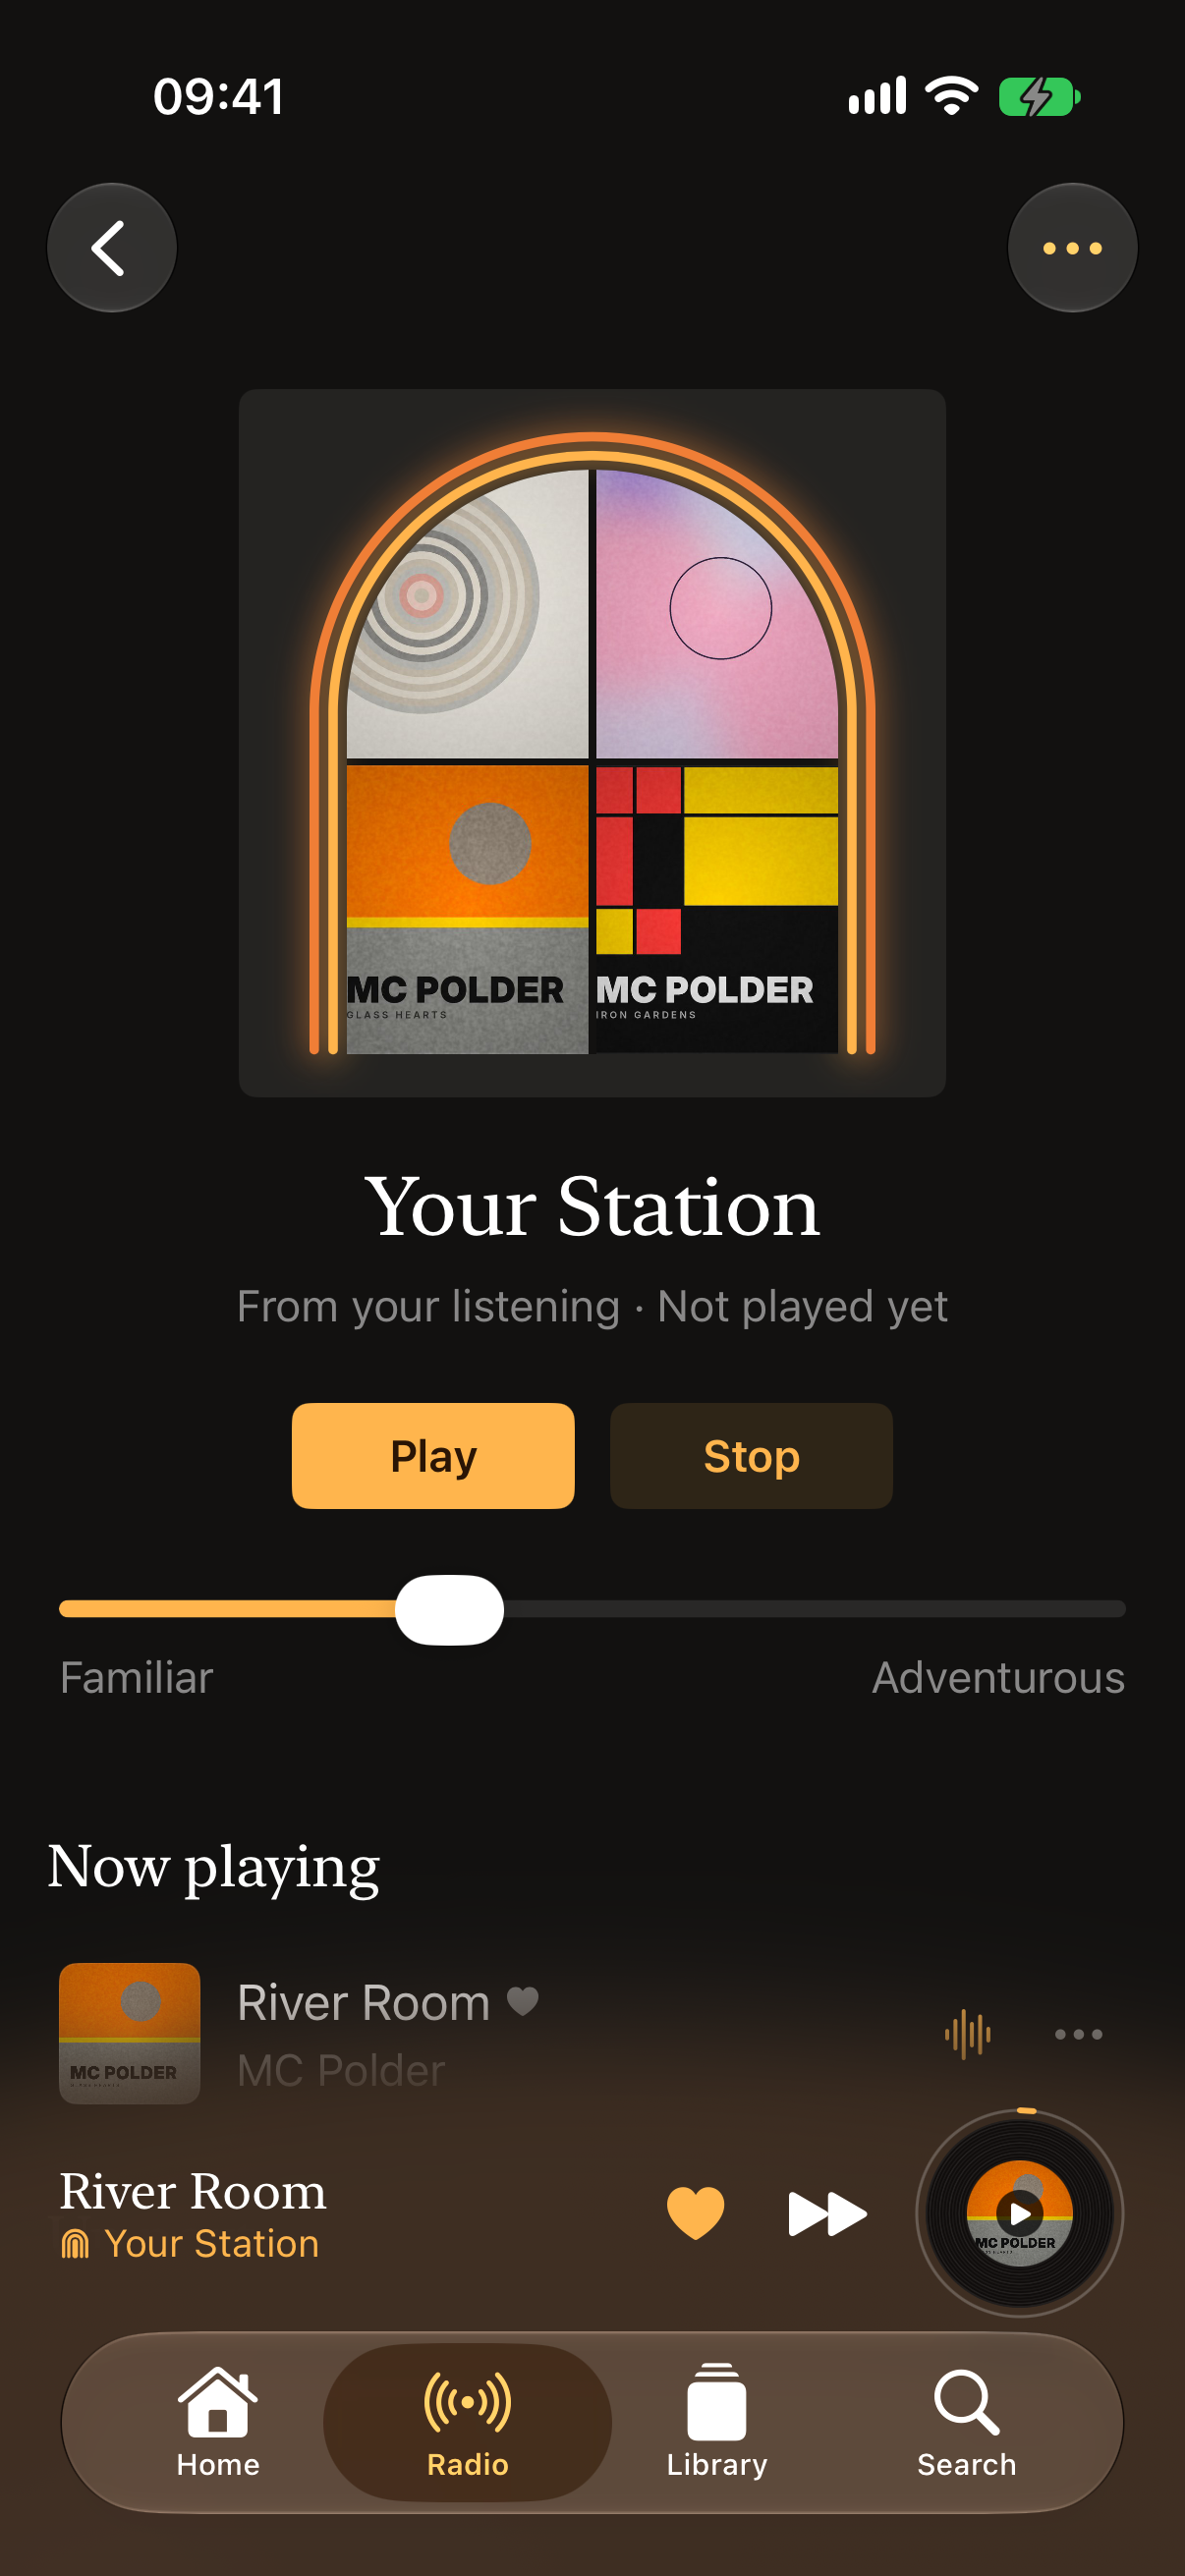 09:41
MC POLDER
GLASS HEARTS
MC POLDER
IRON GARDENS
Your Station
From your listening · Not played yet
Play
Stop
Familiar
Adventurous
Now playing
River Room
MC Polder
MC POLDER
River Room
Your Station
MC POLDER
Home
Radio
Library
Search